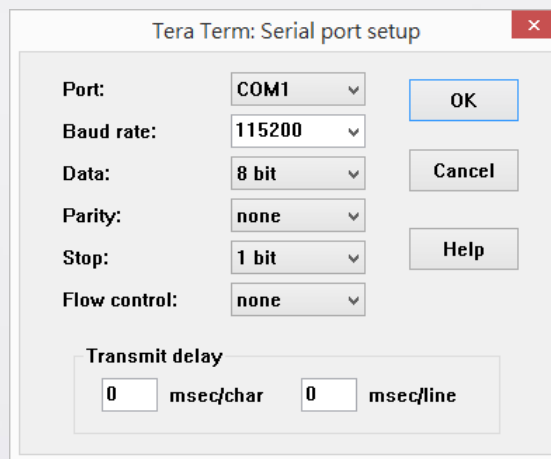 Tera Term: Serial port setup
Port: COM1
Baud rate: 115200
Data: 8 bit
Parity: none
Stop: 1 bit
Flow control: none
OK
Cancel
Help
Transmit delay
0 msec/char 0 msec/line